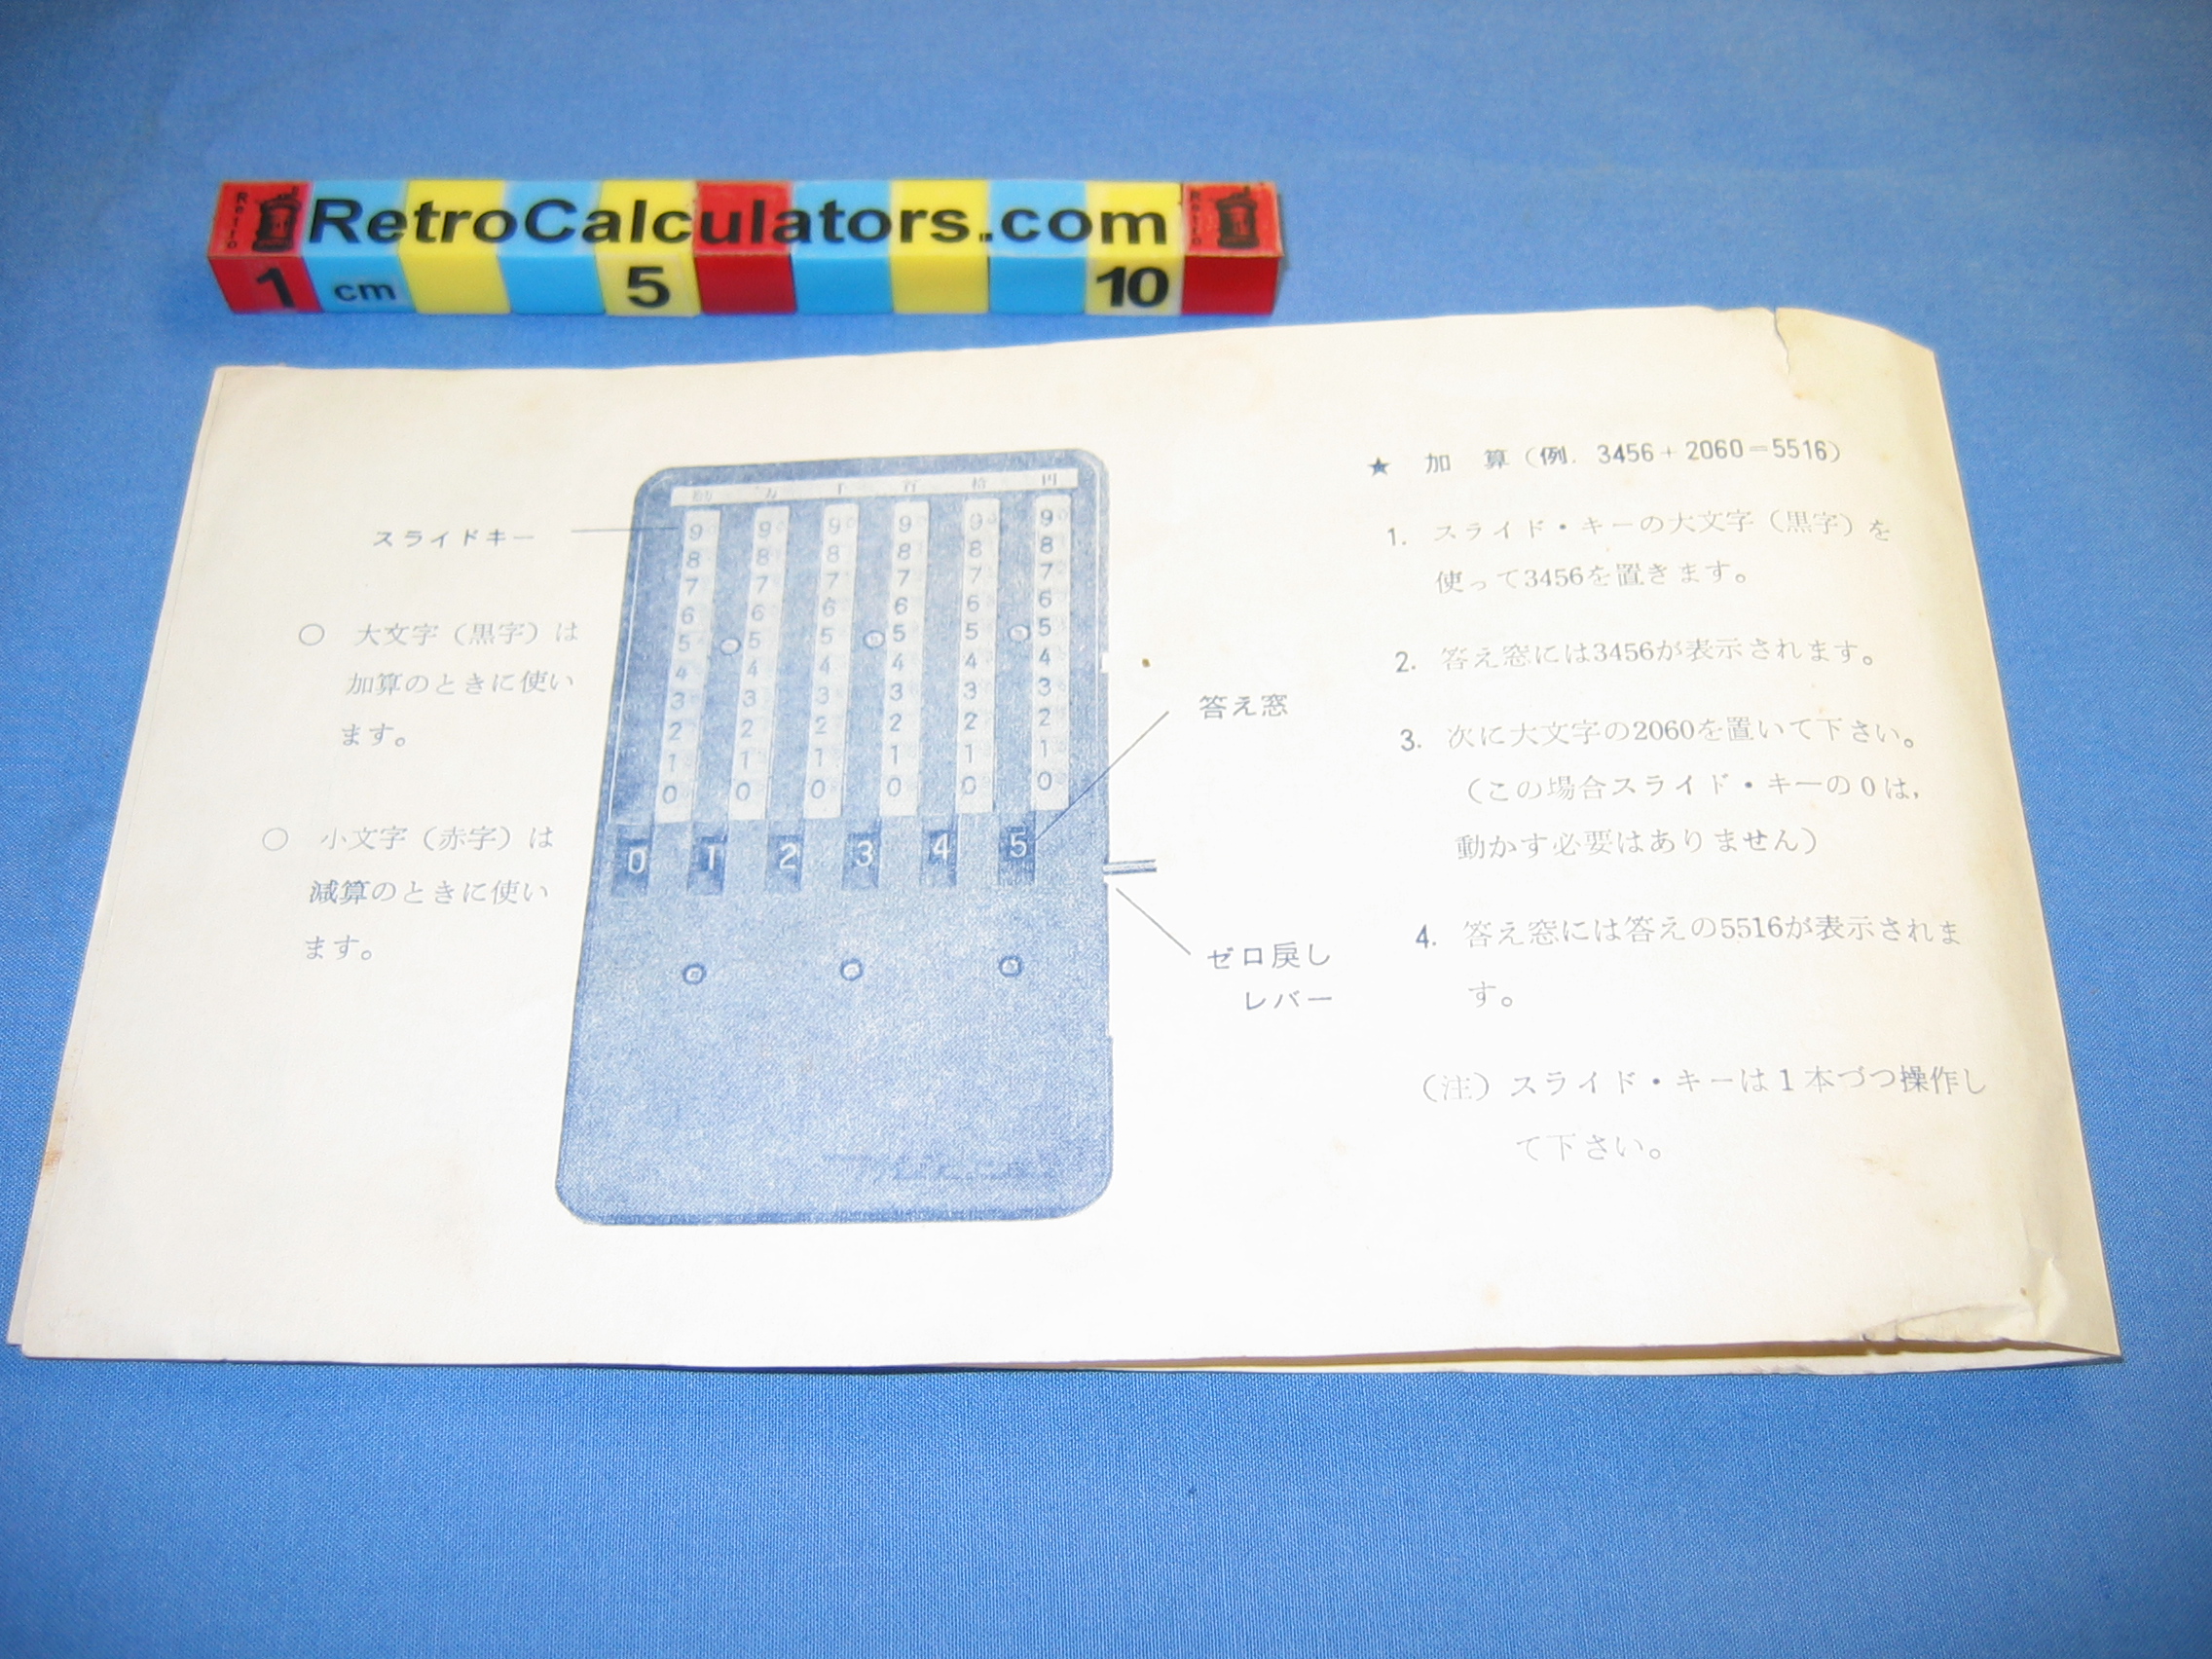 RetroCalculators.com
1 cm 5 10
スライドキー
○ 大文字（黒字）は
加算のときに使い
ます。
○ 小文字（赤字）は
減算のときに使い
ます。
万 千 百 拾 円
9 9 9 9 9 9
8 8 8 8 8 8
7 7 7 7 7 7
6 6 6 6 6 6
5 5 5 5 5 5
4 4 4 4 4 4
3 3 3 3 3 3
2 2 2 2 2 2
1 1 1 1 1 1
0 0 0 0 0 0
0 1 2 3 4 5
答え窓
ゼロ戻し
レバー
★ 加 算（例. 3456＋2060＝5516）
1. スライド・キーの大文字（黒字）を
使って3456を置きます。
2. 答え窓には3456が表示されます。
3. 次に大文字の2060を置いて下さい。
（この場合スライド・キーの0は,
動かす必要はありません）
4. 答え窓には答えの5516が表示されま
す。
（注）スライド・キーは1本づつ操作し
て下さい。